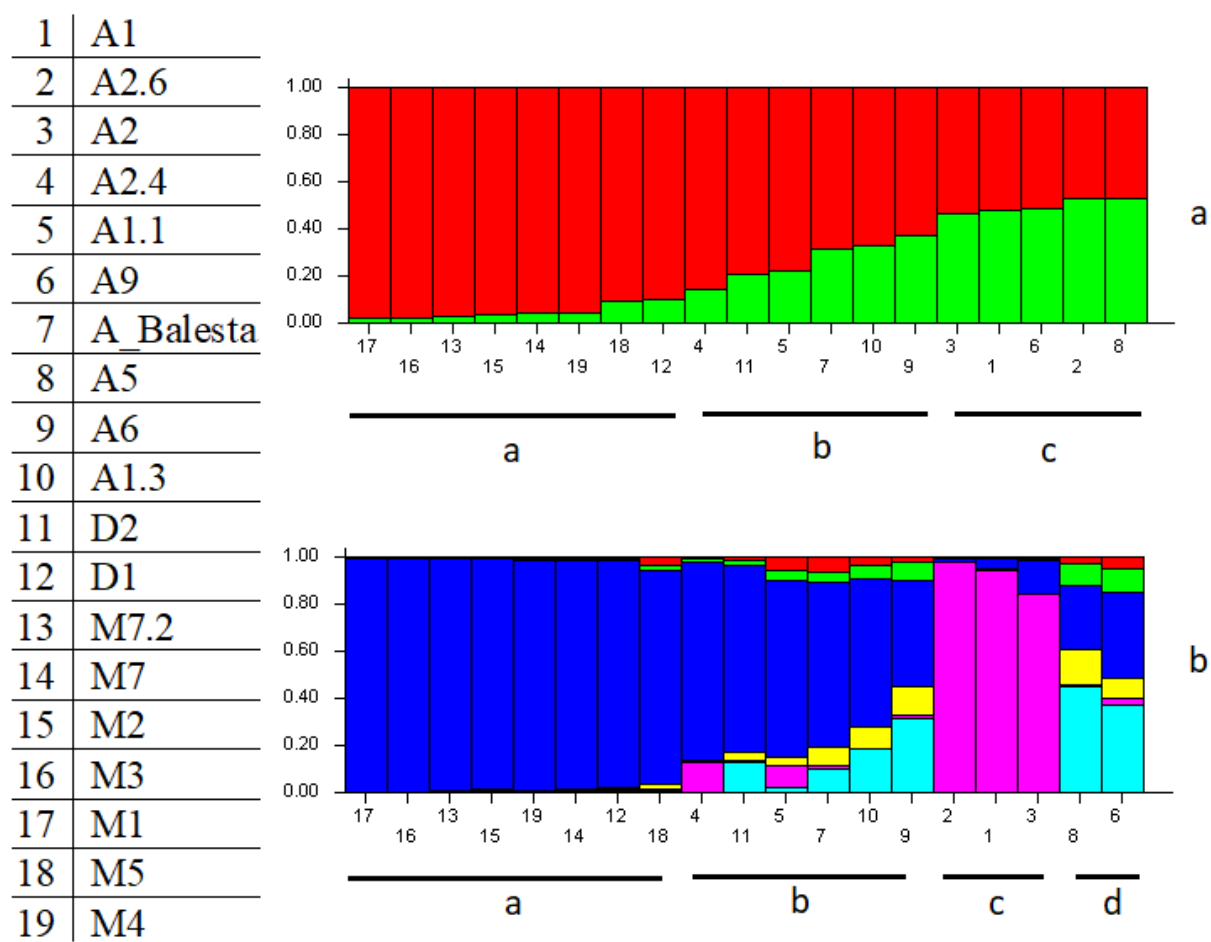 1 A1
2 A2.6
3 A2
4 A2.4
5 A1.1
6 A9
7 A_Balesta
8 A5
9 A6
10 A1.3
11 D2
12 D1
13 M7.2
14 M7
15 M2
16 M3
17 M1
18 M5
19 M4
1.00
0.80
0.60
0.40
0.20
0.00
17 13 14 18 4 5 10 3 6 8
16 15 19 12 11 7 9 1 2
a b c
a
1.00
0.80
0.60
0.40
0.20
0.00
17 13 19 12 4 5 10 2 3 6
16 15 14 18 11 7 9 1 8
a b c d
b